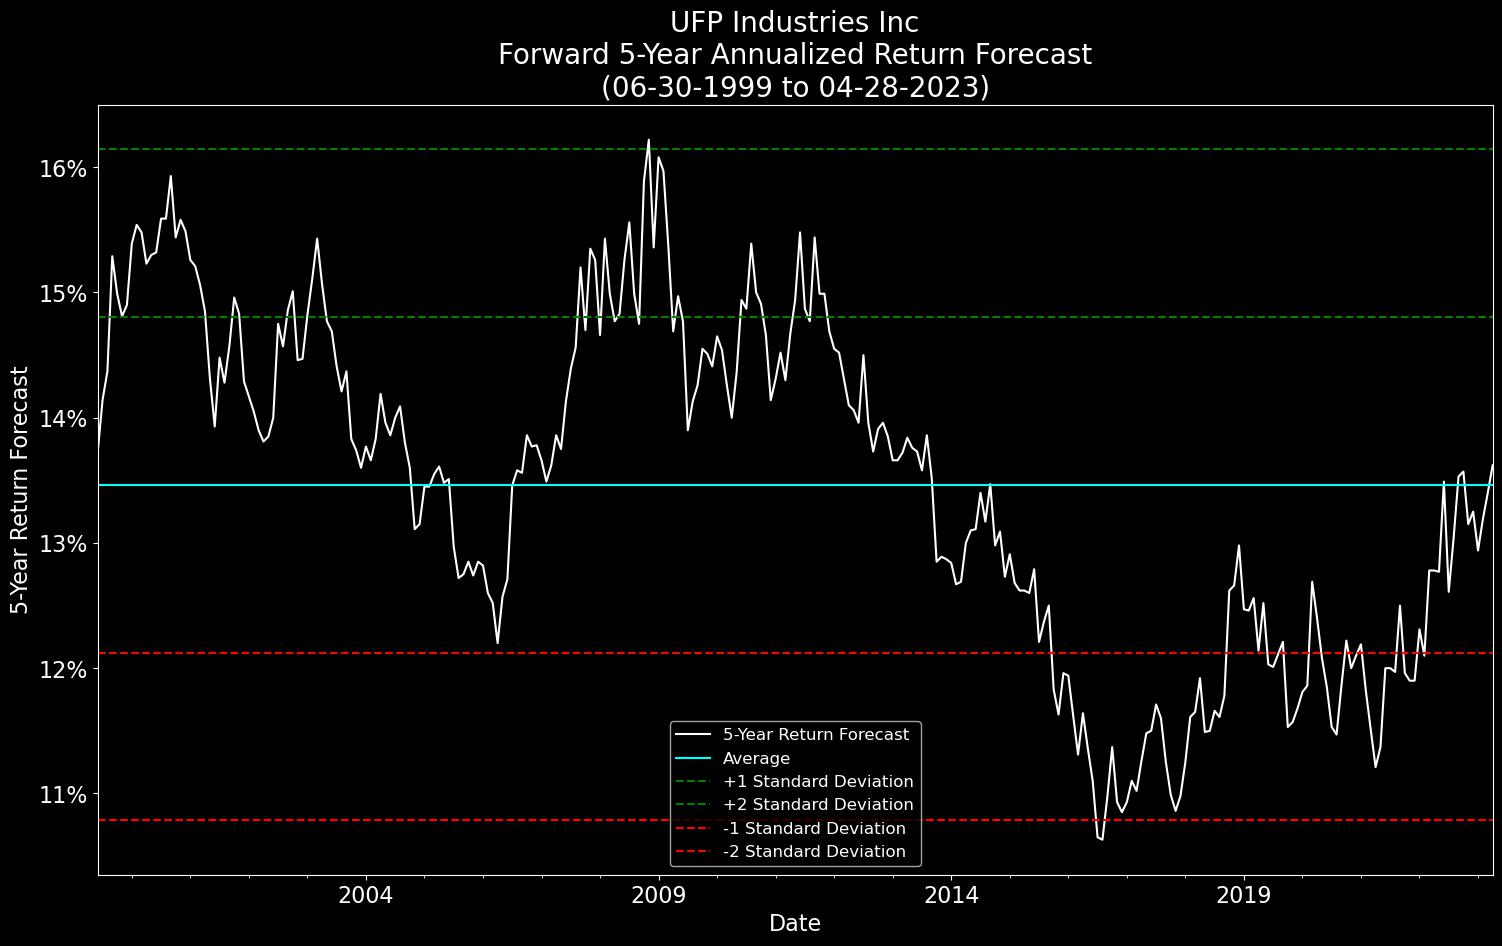 UFP Industries Inc
Forward 5-Year Annualized Return Forecast
(06-30-1999 to 04-28-2023)
16%
15%
14%
13%
12%
11%
5-Year Return Forecast
5-Year Return Forecast
Average
+1 Standard Deviation
+2 Standard Deviation
-1 Standard Deviation
-2 Standard Deviation
2004
2009
2014
2019
Date